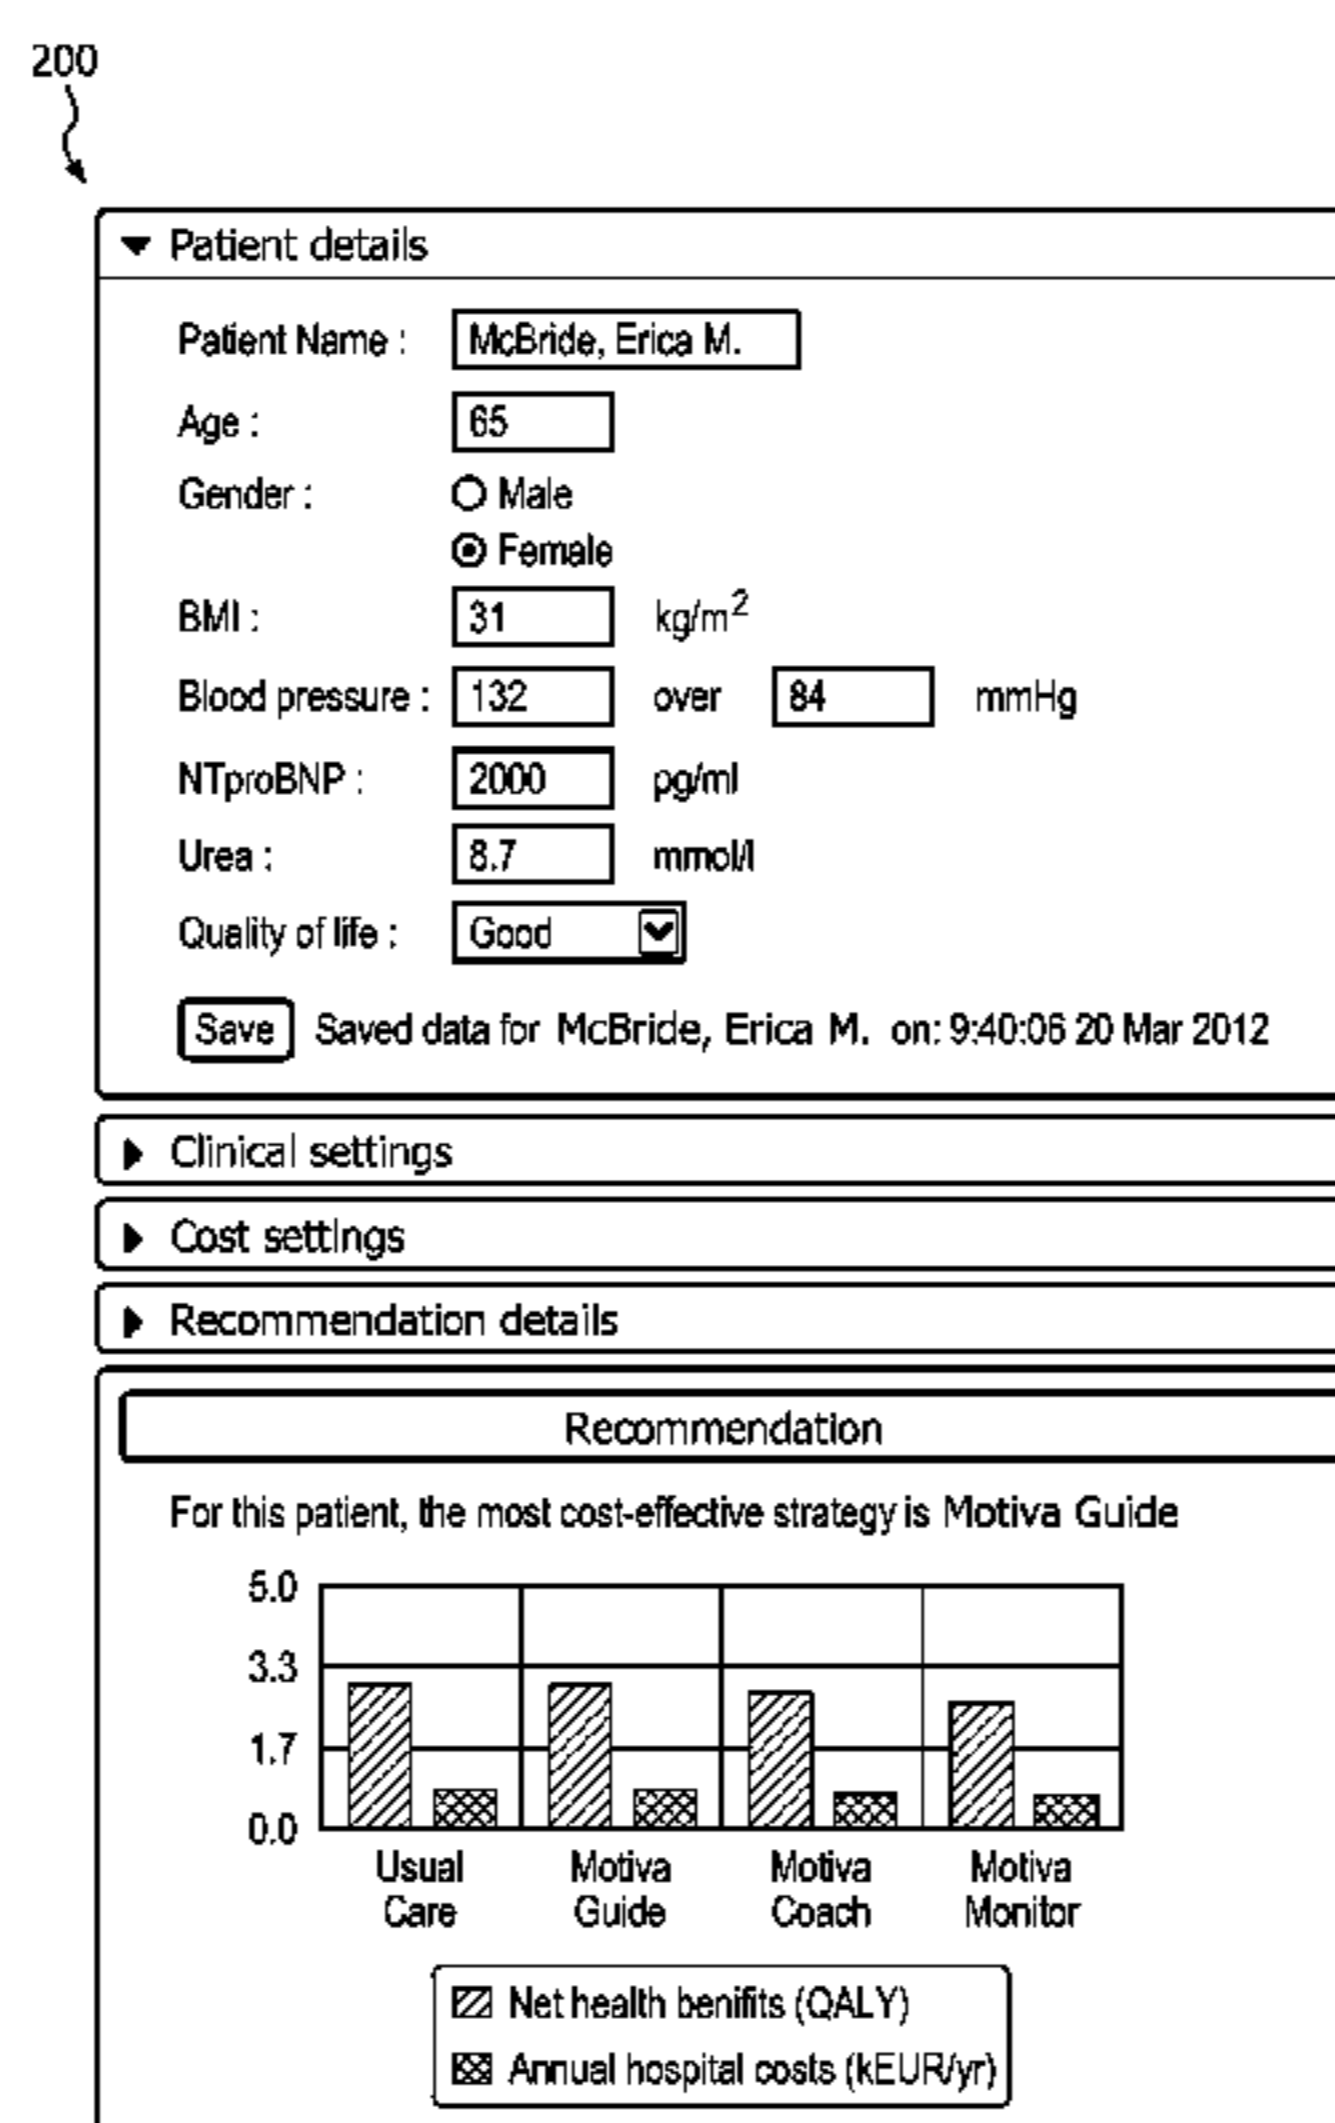 200
Patient details
Patient Name : McBride, Erica M.
Age : 65
Gender : Male
Female
BMI : 31 kg/m²
Blood pressure : 132 over 84 mmHg
NTproBNP : 2000 pg/ml
Urea : 8.7 mmol/l
Quality of life : Good
Save Saved data for McBride, Erica M. on: 9:40:06 20 Mar 2012
Clinical settings
Cost settings
Recommendation details
Recommendation
For this patient, the most cost-effective strategy is Motiva Guide
5.0
3.3
1.7
0.0
Usual Care
Motiva Guide
Motiva Coach
Motiva Monitor
Net health benifits (QALY)
Annual hospital costs (kEUR/yr)